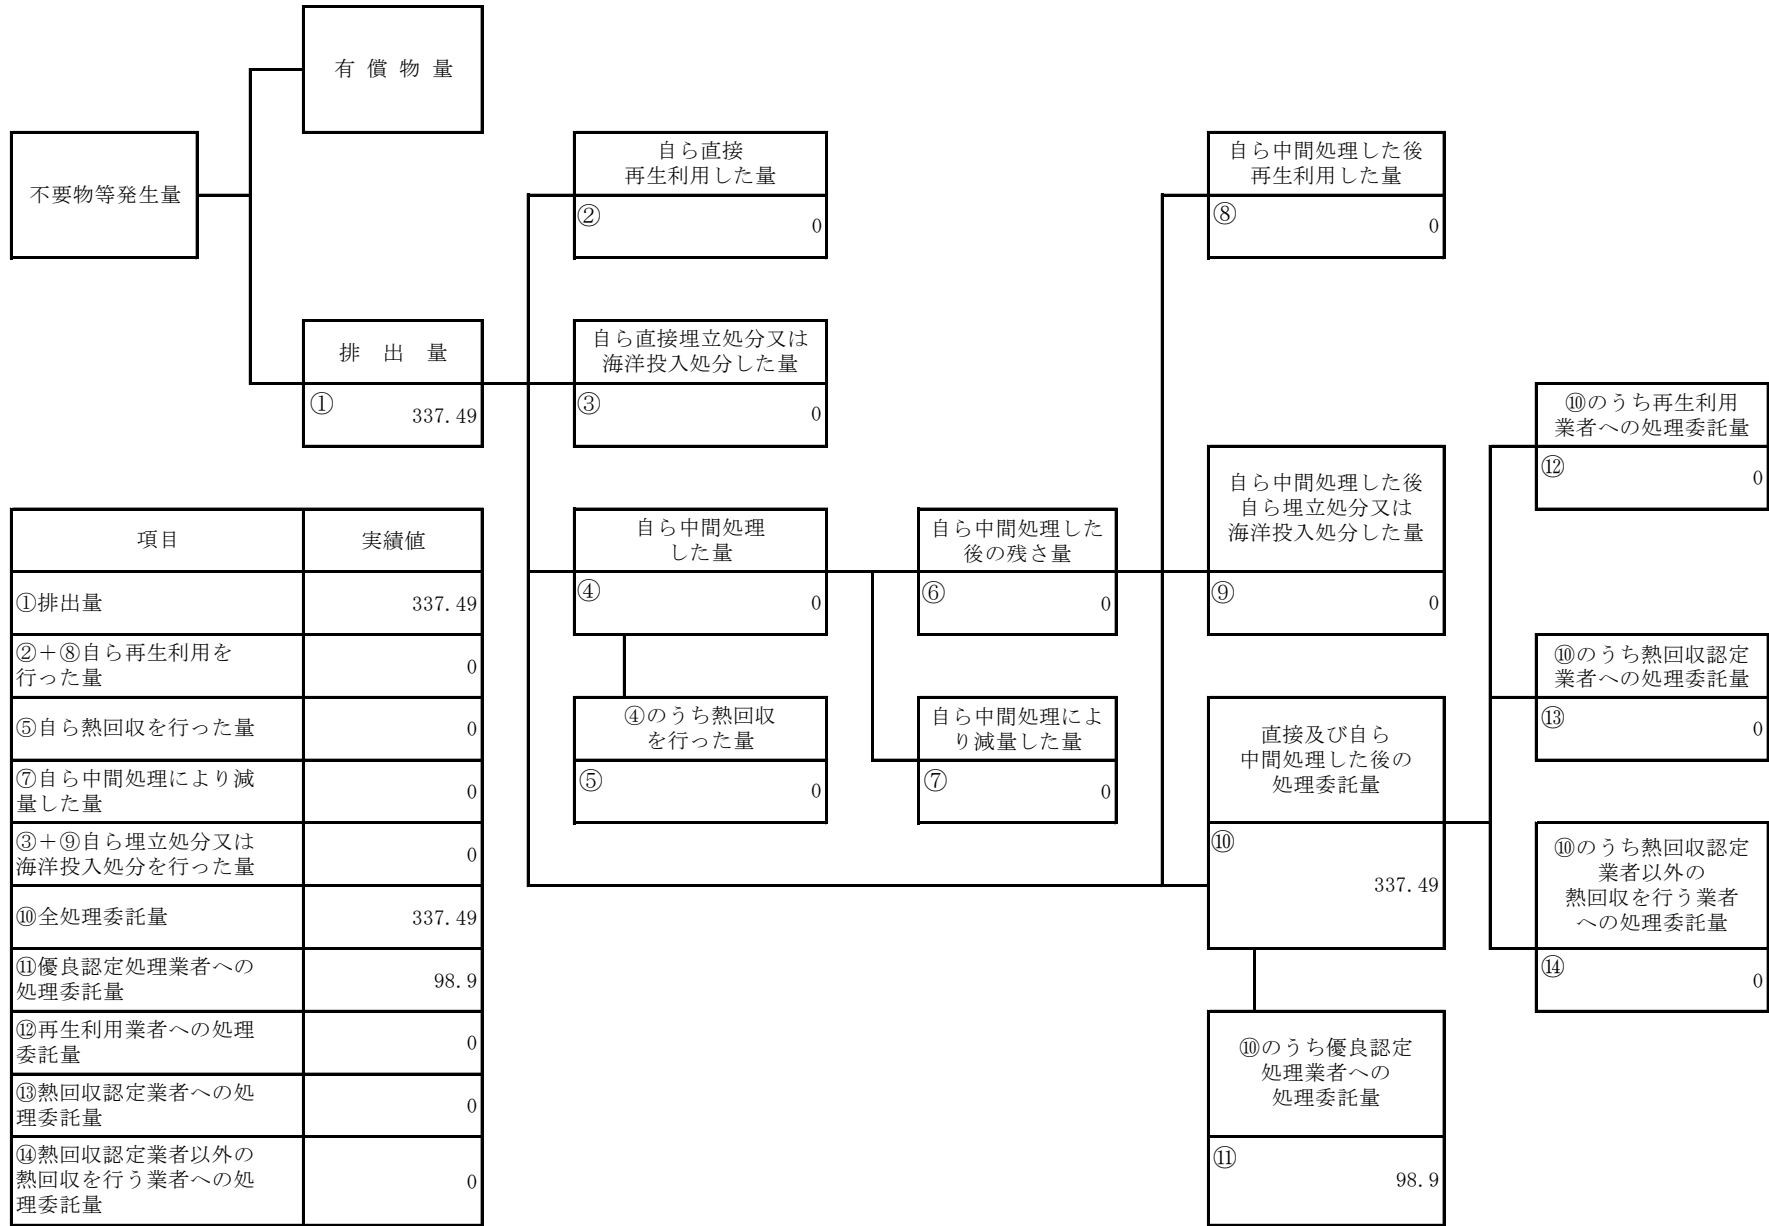 有 償 物 量
不要物等発生量
自ら直接
再生利用した量
② 0
自ら中間処理した後
再生利用した量
⑧ 0
排 出 量
① 337.49
自ら直接埋立処分又は
海洋投入処分した量
③ 0
⑩のうち再生利用
業者への処理委託量
⑫ 0
自ら中間処理
した量
④ 0
自ら中間処理した
後の残さ量
⑥ 0
自ら中間処理した後
自ら埋立処分又は
海洋投入処分した量
⑨ 0
⑩のうち熱回収認定
業者への処理委託量
⑬ 0
④のうち熱回収
を行った量
⑤ 0
自ら中間処理によ
り減量した量
⑦ 0
直接及び自ら
中間処理した後の
処理委託量
⑩
337.49
⑩のうち熱回収認定
業者以外の
熱回収を行う業者
への処理委託量
⑭ 0
⑩のうち優良認定
処理業者への
処理委託量
⑪
98.9
項目 実績値
①排出量 337.49
②＋⑧自ら再生利用を
行った量 0
⑤自ら熱回収を行った量 0
⑦自ら中間処理により減
量した量 0
③＋⑨自ら埋立処分又は
海洋投入処分を行った量 0
⑩全処理委託量 337.49
⑪優良認定処理業者への
処理委託量 98.9
⑫再生利用業者への処理
委託量 0
⑬熱回収認定業者への処
理委託量 0
⑭熱回収認定業者以外の
熱回収を行う業者への処
理委託量 0